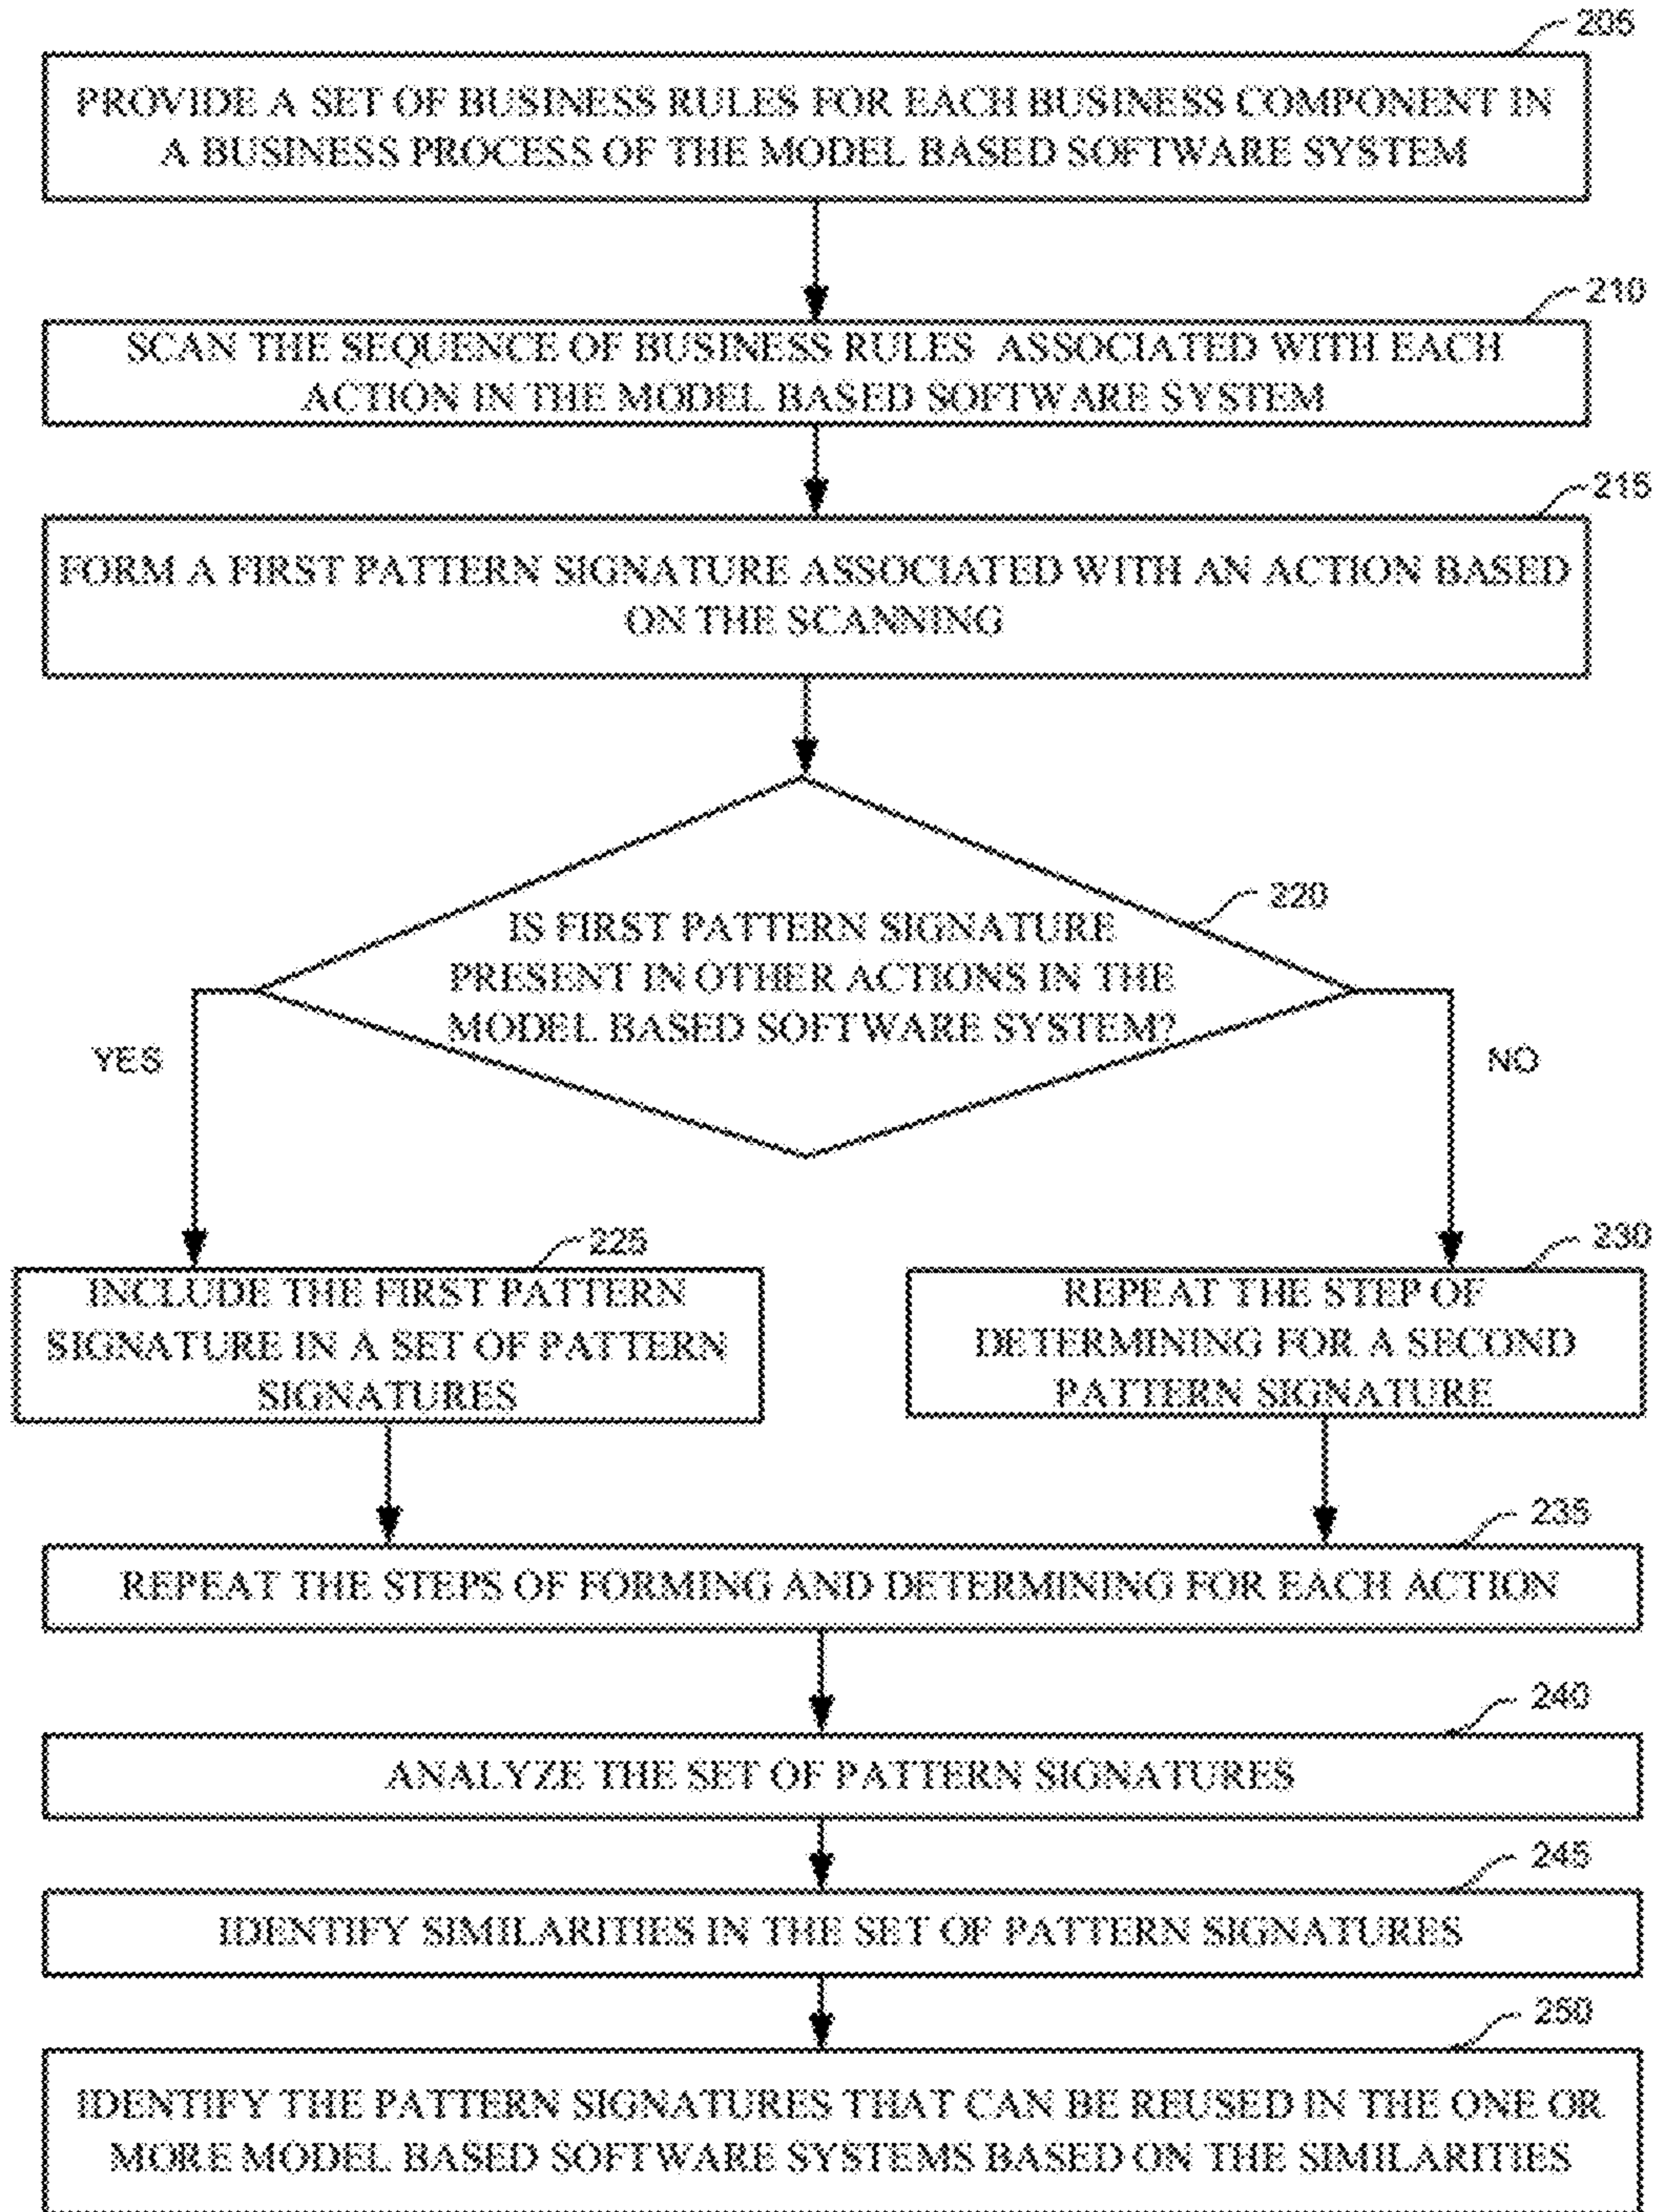 205
PROVIDE A SET OF BUSINESS RULES FOR EACH BUSINESS COMPONENT IN
A BUSINESS PROCESS OF THE MODEL BASED SOFTWARE SYSTEM
210
SCAN THE SEQUENCE OF BUSINESS RULES ASSOCIATED WITH EACH
ACTION IN THE MODEL BASED SOFTWARE SYSTEM
215
FORM A FIRST PATTERN SIGNATURE ASSOCIATED WITH AN ACTION BASED
ON THE SCANNING
220
IS FIRST PATTERN SIGNATURE
PRESENT IN OTHER ACTIONS IN THE
MODEL BASED SOFTWARE SYSTEM?
YES
NO
225
INCLUDE THE FIRST PATTERN
SIGNATURE IN A SET OF PATTERN
SIGNATURES
230
REPEAT THE STEP OF
DETERMINING FOR A SECOND
PATTERN SIGNATURE
235
REPEAT THE STEPS OF FORMING AND DETERMINING FOR EACH ACTION
240
ANALYZE THE SET OF PATTERN SIGNATURES
245
IDENTIFY SIMILARITIES IN THE SET OF PATTERN SIGNATURES
250
IDENTIFY THE PATTERN SIGNATURES THAT CAN BE REUSED IN THE ONE OR
MORE MODEL BASED SOFTWARE SYSTEMS BASED ON THE SIMILARITIES